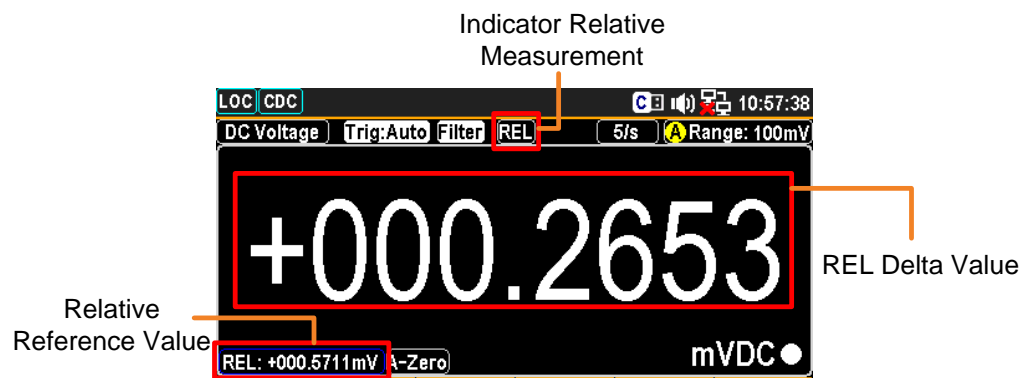 Indicator Relative
Measurement
LOC CDC C 10:57:38
DC Voltage Trig:Auto Filter REL 5/s A Range: 100mV
+000.2653
REL Delta Value
Relative
Reference Value
REL: +000.5711mV A-Zero mVDC